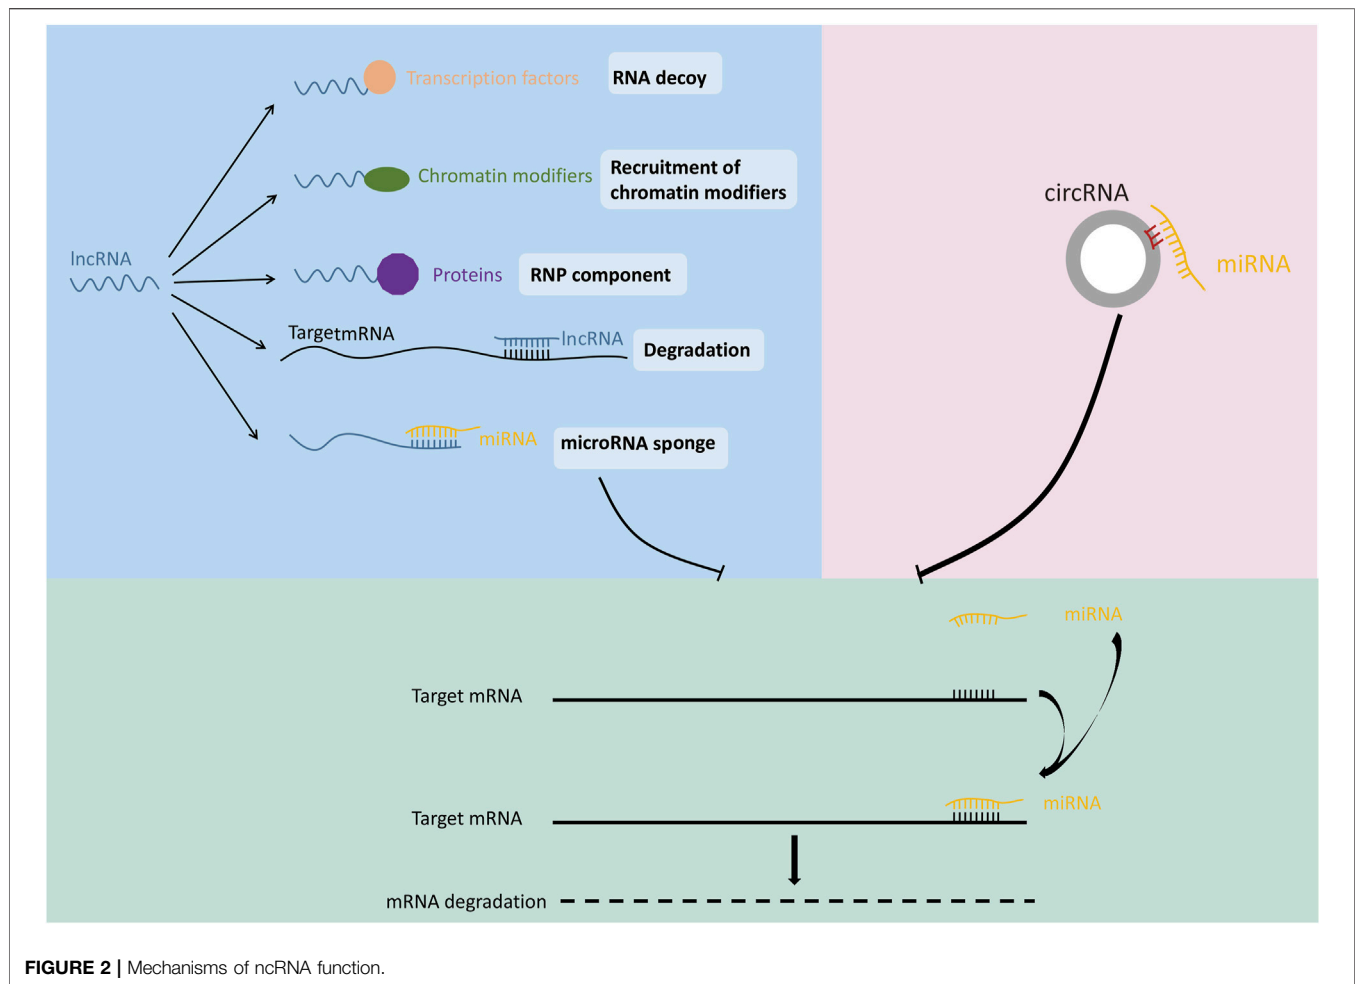 Transcription factors
RNA decoy
Chromatin modifiers
Recruitment of
chromatin modifiers
lncRNA
Proteins
RNP component
TargetmRNA
lncRNA
Degradation
miRNA
microRNA sponge
circRNA
miRNA
miRNA
Target mRNA
Target mRNA
miRNA
mRNA degradation
FIGURE 2 | Mechanisms of ncRNA function.